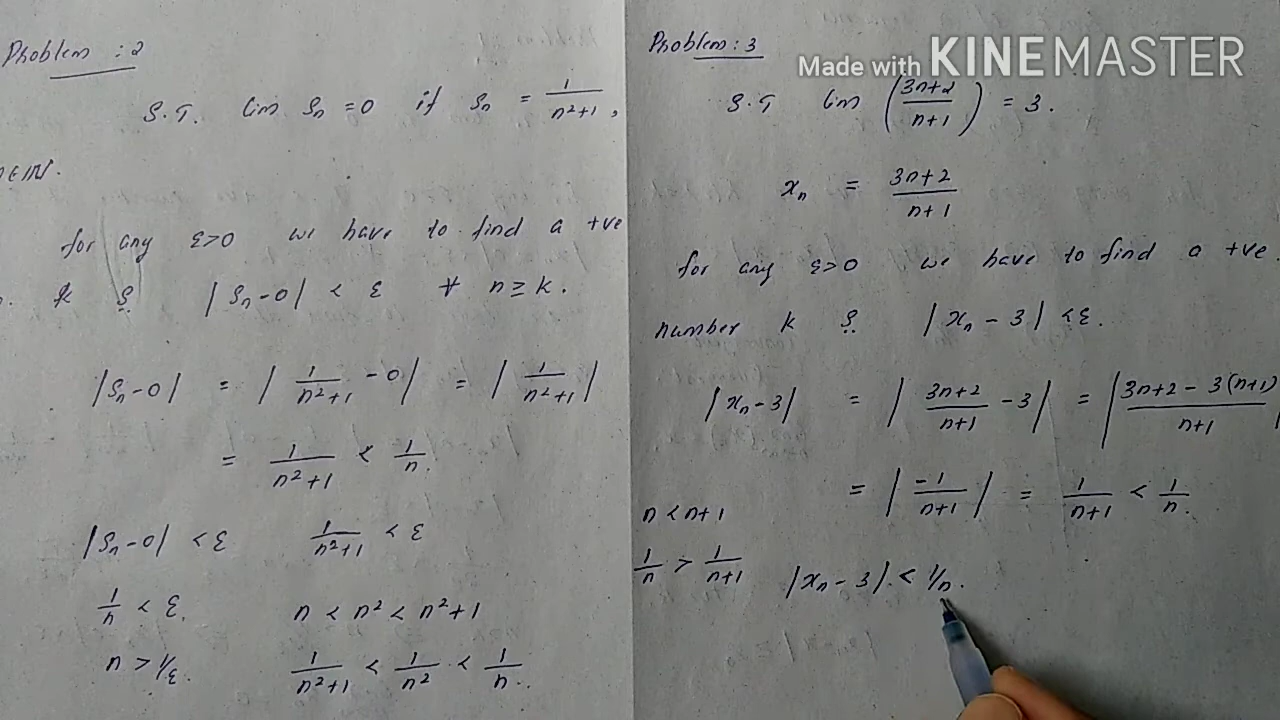 Problem : 2
S.T. lim Sₙ = 0 if Sₙ = 1/(n²+1),
n∈ℕ.
for any ε>0 we have to find a +ve
no. k ∋ |Sₙ-0| < ε ∀ n ≥ k.
|Sₙ-0| = |1/(n²+1) - 0| = |1/(n²+1)|
= 1/(n²+1) < 1/n.
|Sₙ-0| < ε 1/(n²+1) < ε
1/n < ε. n < n² < n²+1
n > 1/ε. 1/(n²+1) < 1/n² < 1/n.
Problem : 3
Made with KINEMASTER
S.T lim ((3n+2)/(n+1)) = 3.
xₙ = (3n+2)/(n+1)
for any ε>0 we have to find a +ve.
number k ∋ |xₙ - 3| < ε.
|xₙ - 3| = |(3n+2)/(n+1) - 3| = |(3n+2 - 3(n+1))/(n+1)|
= |-1/(n+1)| = 1/(n+1) < 1/n.
n < n+1
1/n > 1/(n+1) |xₙ - 3| < 1/n.